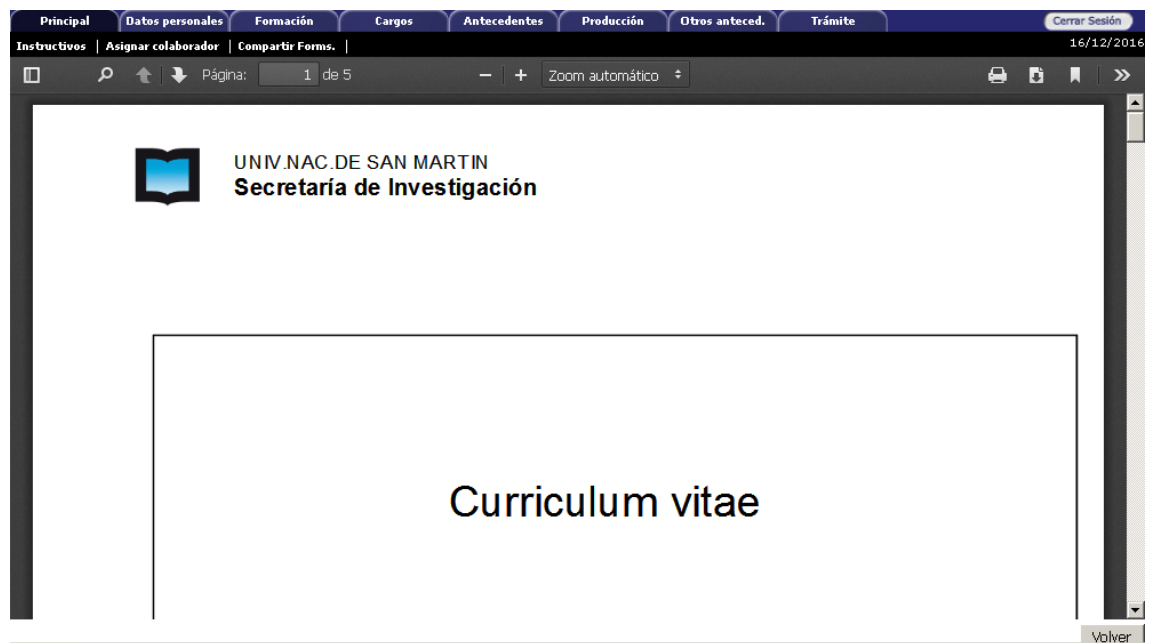 Principal Datos personales Formación Cargos Antecedentes Producción Otros anteced. Trámite Cerrar Sesión
Instructivos | Asignar colaborador | Compartir Forms. | 16/12/2016
Página: 1 de 5 Zoom automático
UNIV.NAC.DE SAN MARTIN
Secretaría de Investigación
Curriculum vitae
Volver